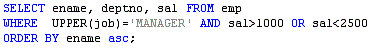 SELECT ename, deptno, sal FROM emp
WHERE  UPPER(job)='MANAGER' AND sal>1000 OR sal<2500
ORDER BY ename asc;